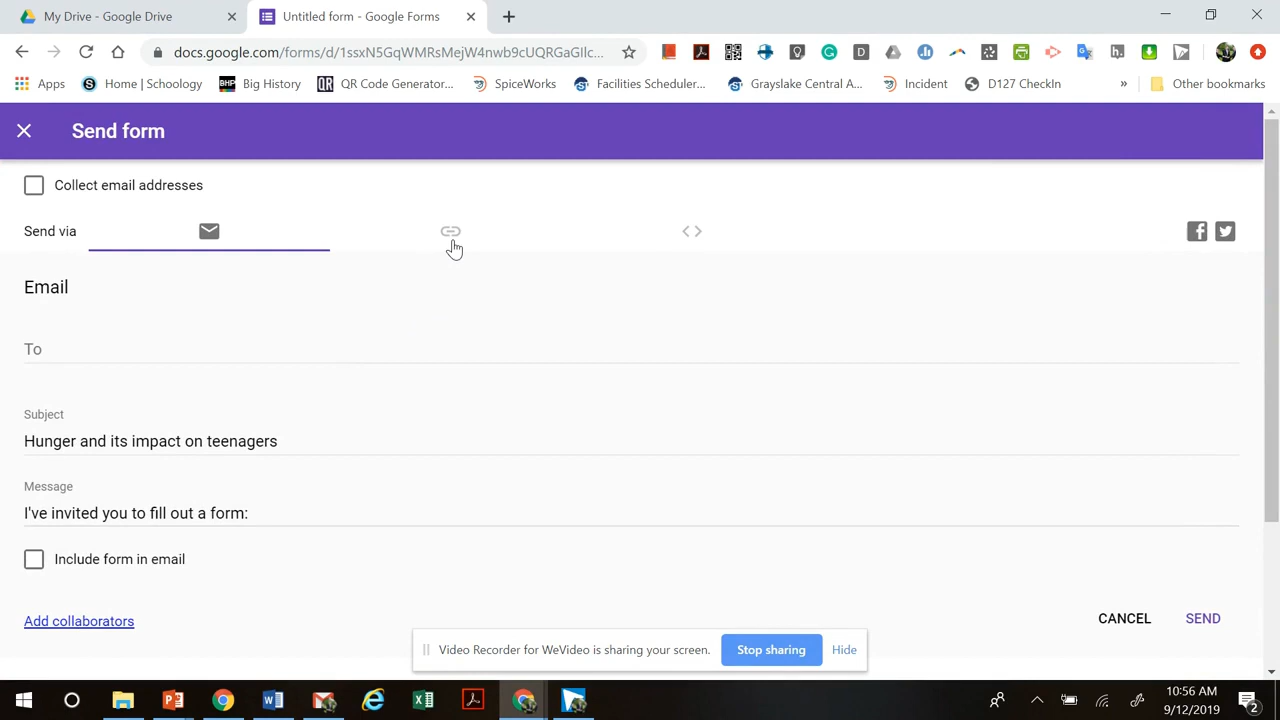 My Drive - Google Drive
Untitled form - Google Forms
docs.google.com/forms/d/1ssxN5GqWMRsMejW4nwb9cUQRGaGIlc...
Apps
Home | Schoology
BHP
Big History
QR
QR Code Generator...
SpiceWorks
Facilities Scheduler...
Grayslake Central A...
Incident
D127 CheckIn
»
Other bookmarks
Send form
Collect email addresses
Send via
Email
To
Subject
Hunger and its impact on teenagers
Message
I've invited you to fill out a form:
Include form in email
Add collaborators
CANCEL
SEND
Video Recorder for WeVideo is sharing your screen.
Stop sharing
Hide
10:56 AM
9/12/2019
2